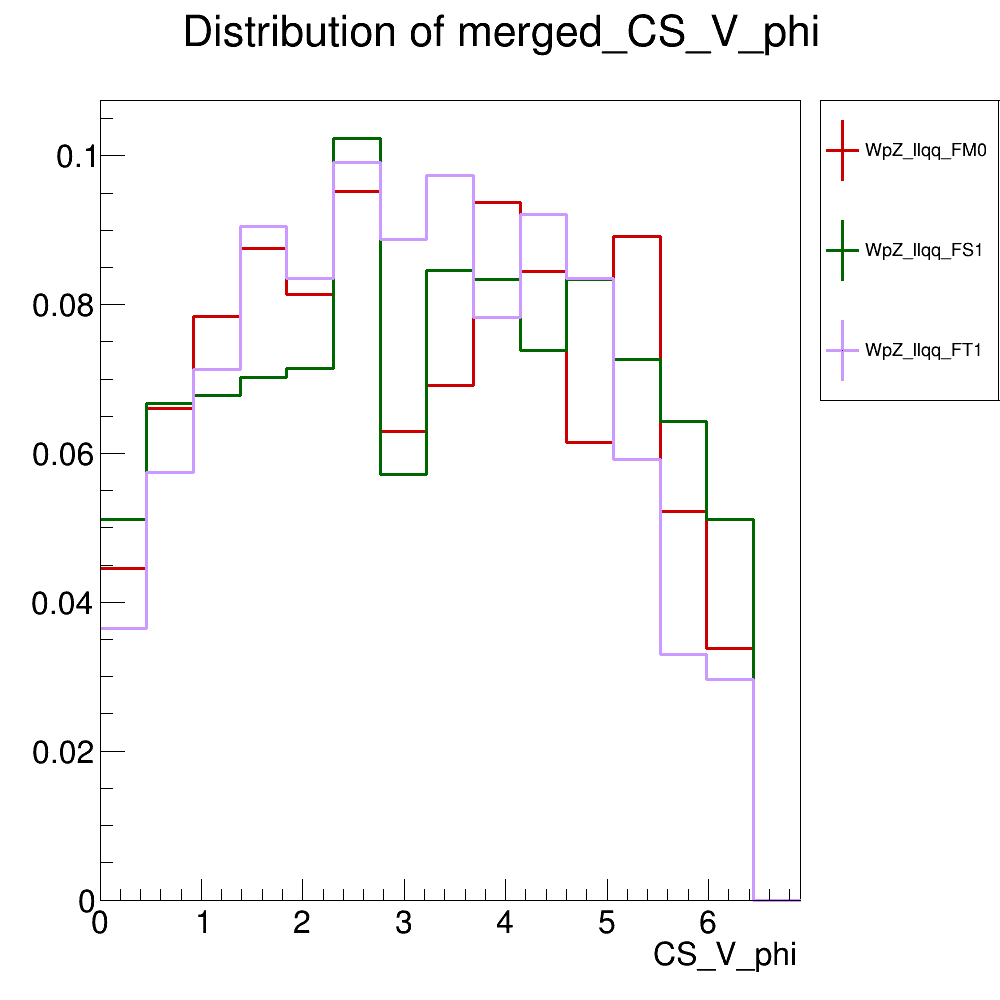 Distribution of merged_CS_V_phi
WpZ_llqq_FM0
WpZ_llqq_FS1
WpZ_llqq_FT1
0.1
0.08
0.06
0.04
0.02
0
0 1 2 3 4 5 6
CS_V_phi